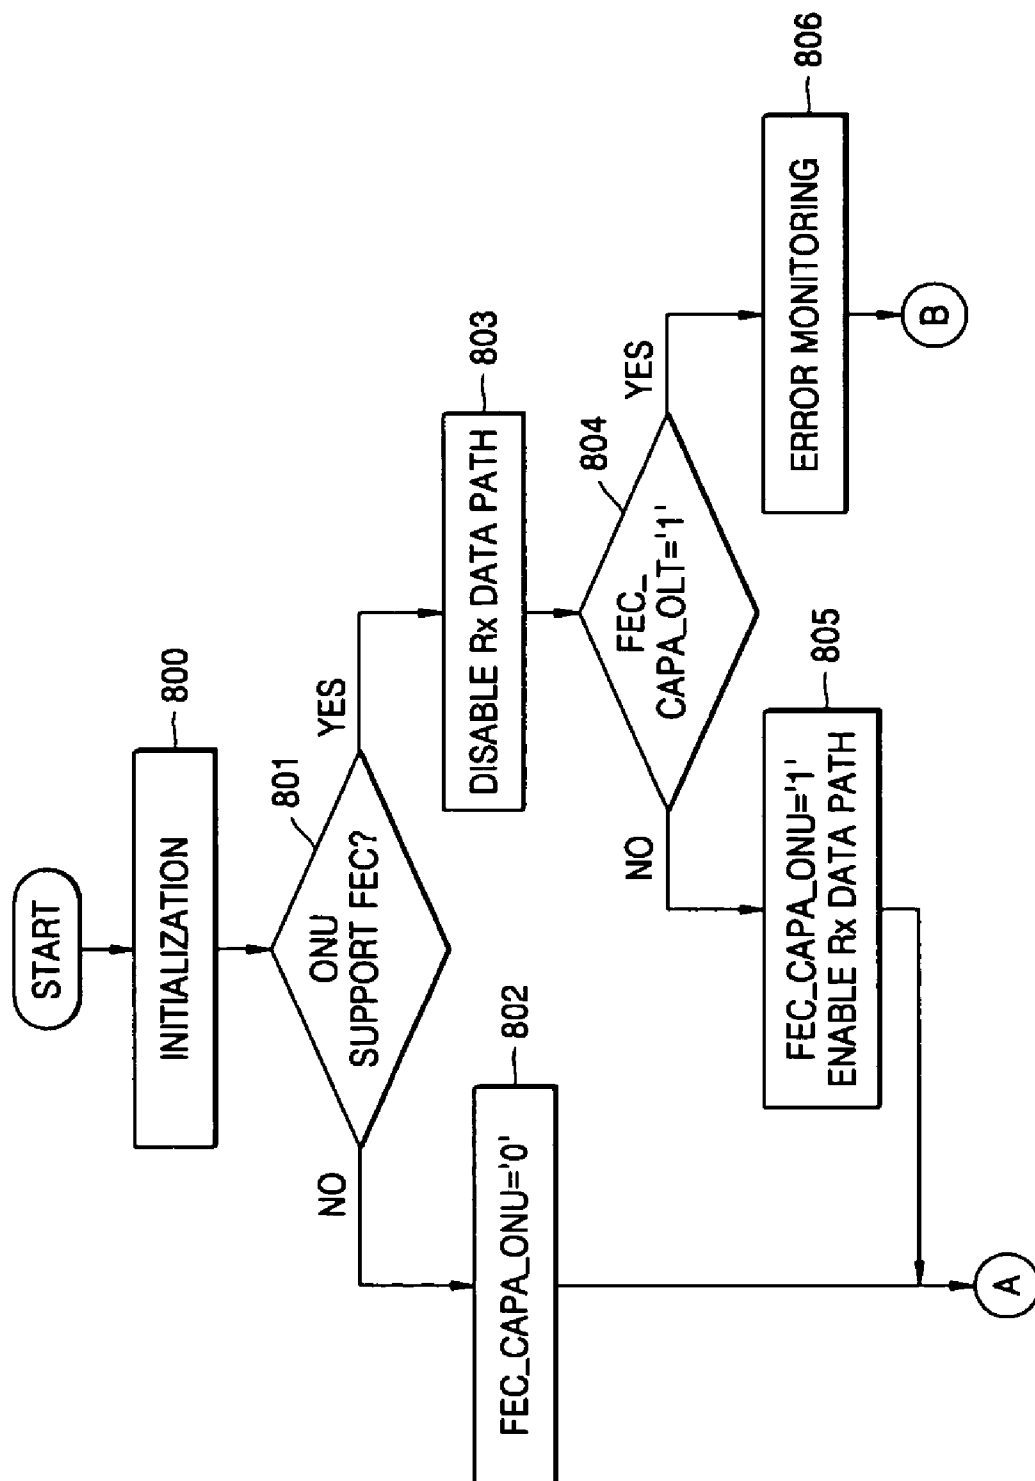 START
INITIALIZATION
800
ONU
SUPPORT FEC?
801
NO
YES
FEC_CAPA_ONU='0'
802
DISABLE Rx DATA PATH
803
FEC_
CAPA_OLT='1'
804
NO
YES
FEC_CAPA_ONU='1'
ENABLE Rx DATA PATH
805
ERROR MONITORING
806
A
B